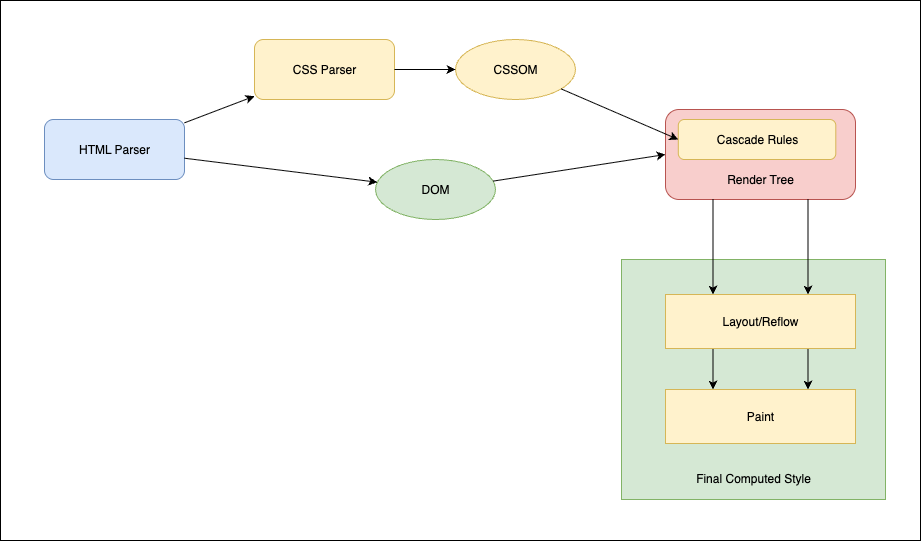 CSS Parser
CSSOM
HTML Parser
DOM
Cascade Rules
Render Tree
Layout/Reflow
Paint
Final Computed Style